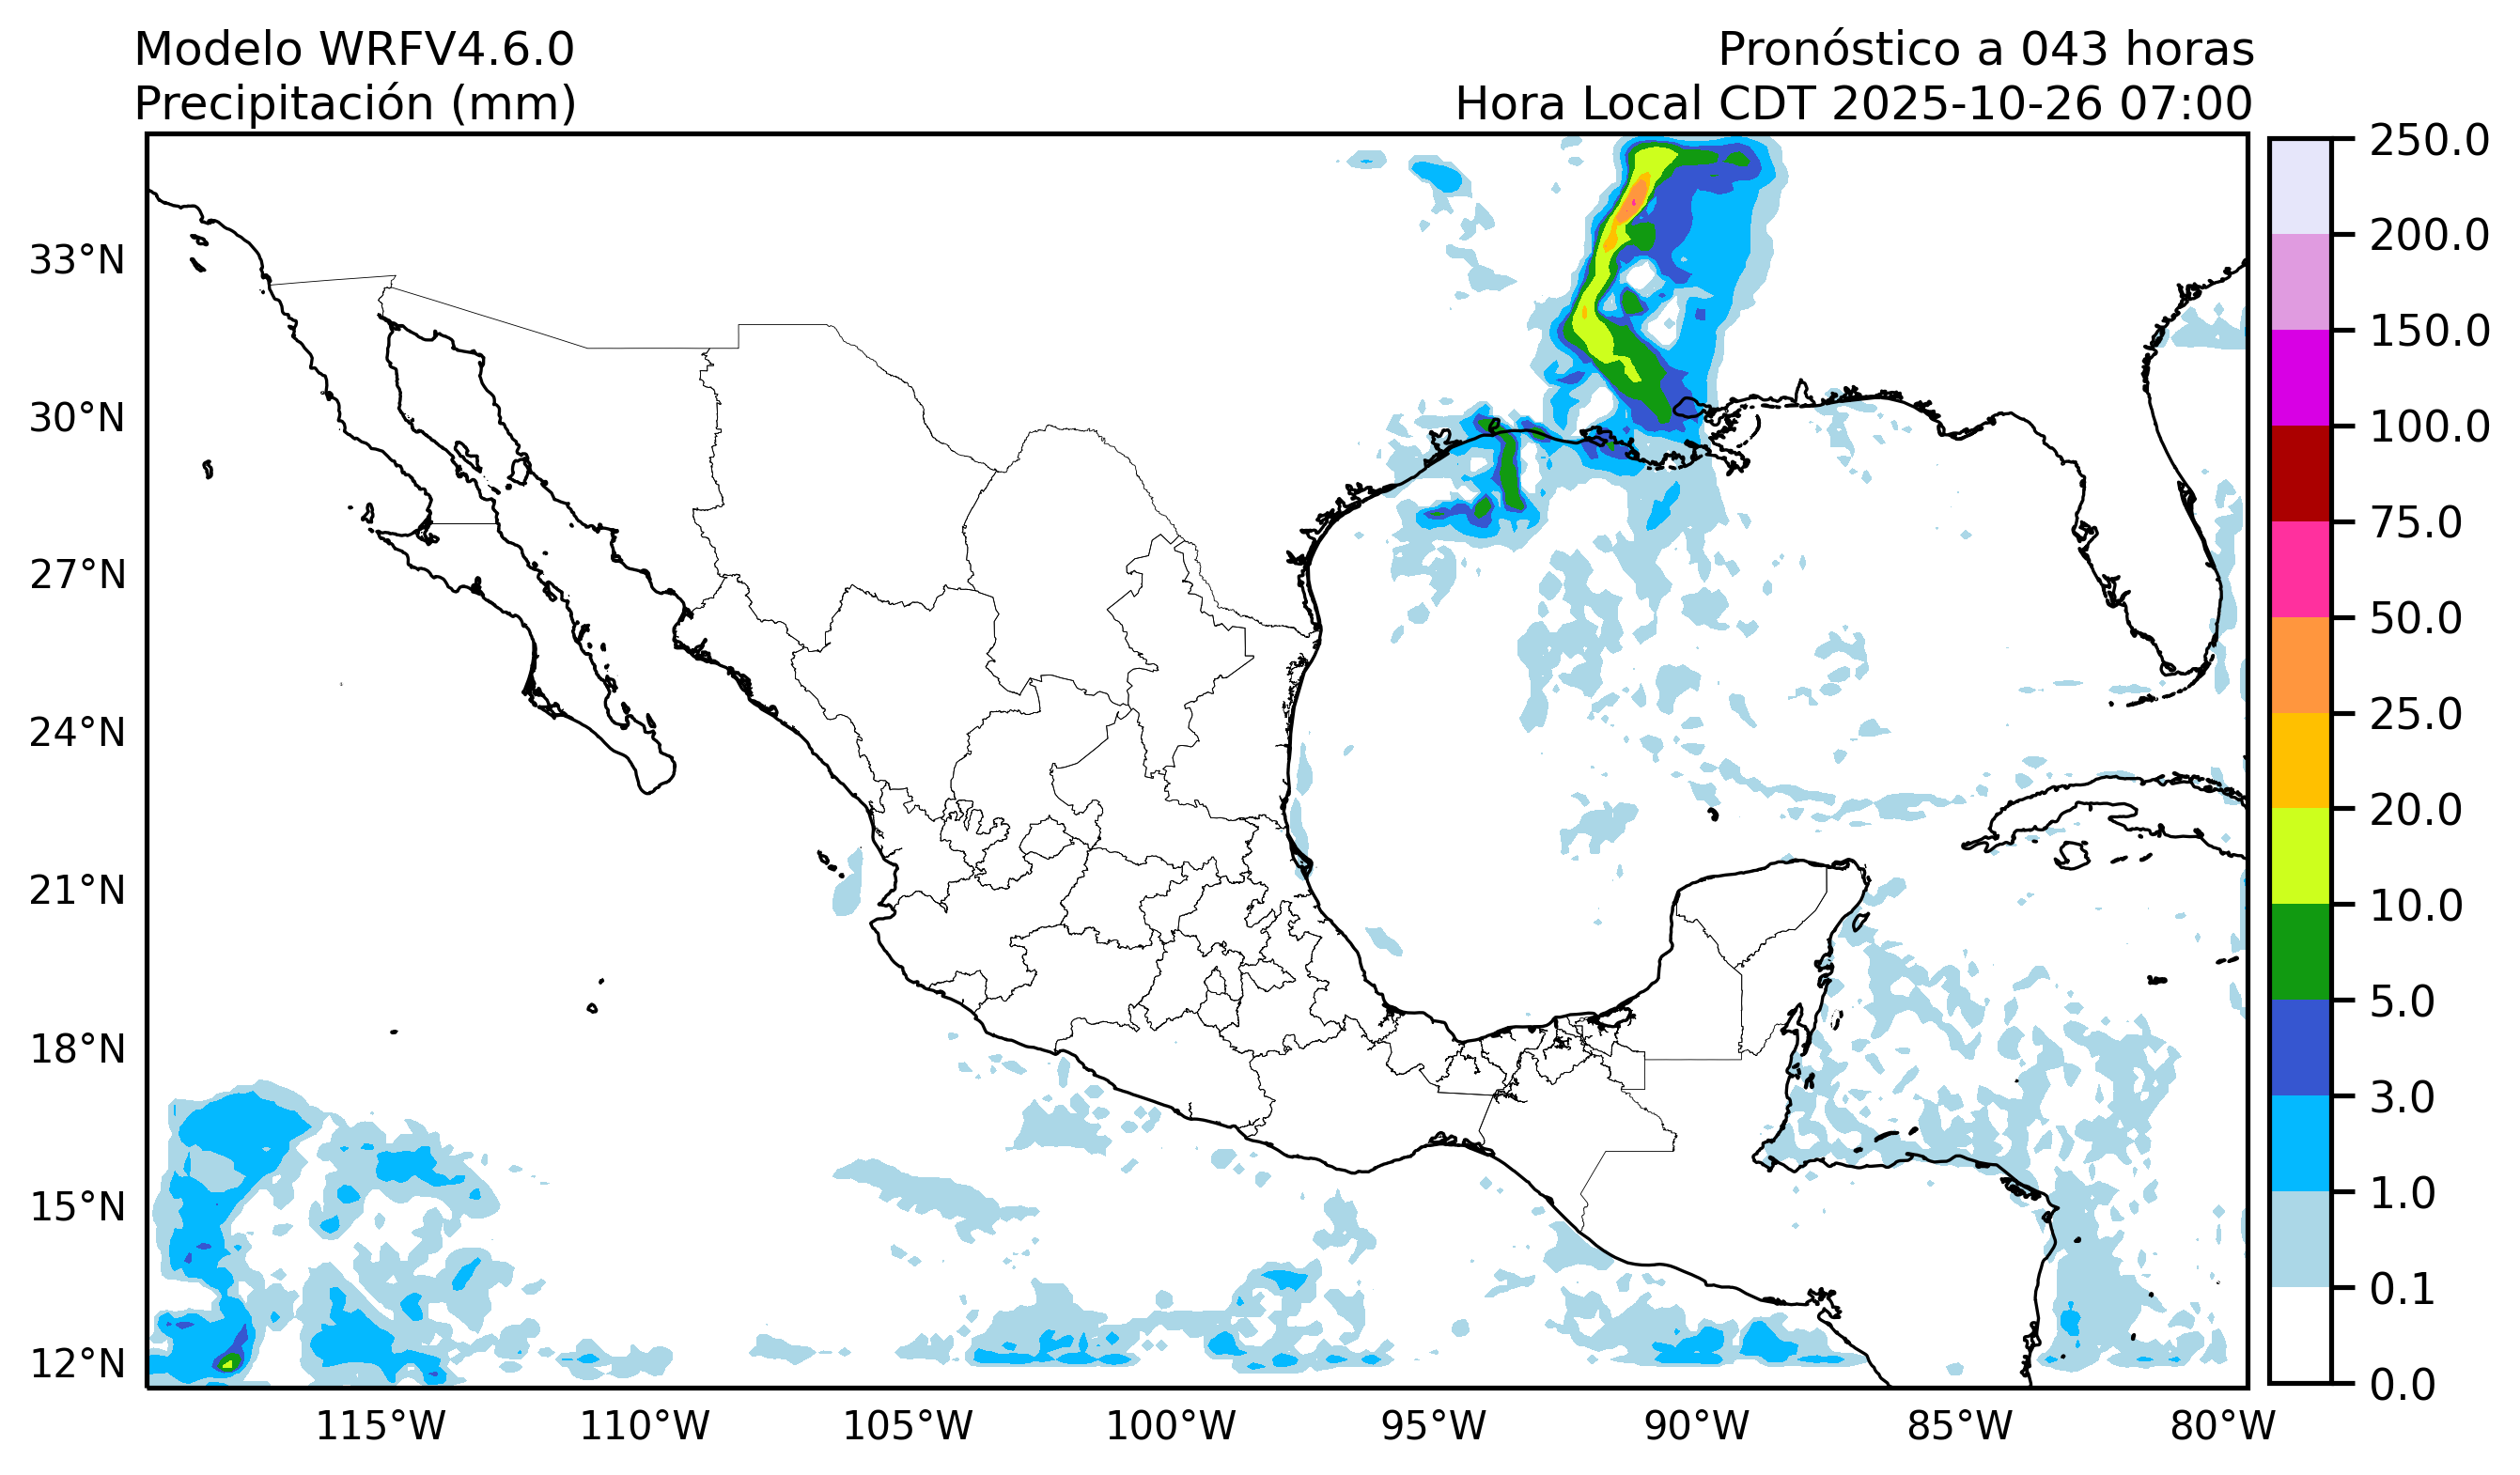 Modelo WRFV4.6.0
Precipitación (mm)
Pronóstico a 043 horas
Hora Local CDT 2025-10-26 07:00
33°N
30°N
27°N
24°N
21°N
18°N
15°N
12°N
115°W
110°W
105°W
100°W
95°W
90°W
85°W
80°W
250.0
200.0
150.0
100.0
75.0
50.0
25.0
20.0
10.0
5.0
3.0
1.0
0.1
0.0